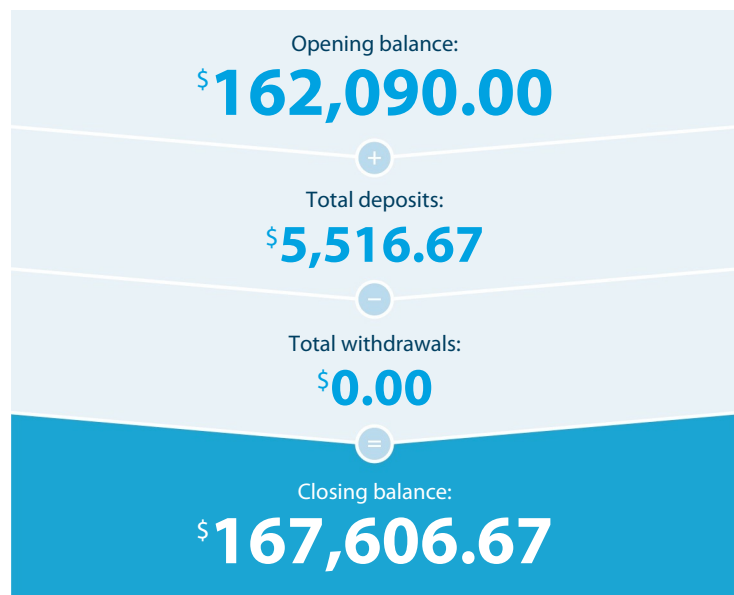 Opening balance:
$162,090.00
+
Total deposits:
$5,516.67
−
Total withdrawals:
$0.00
=
Closing balance:
$167,606.67